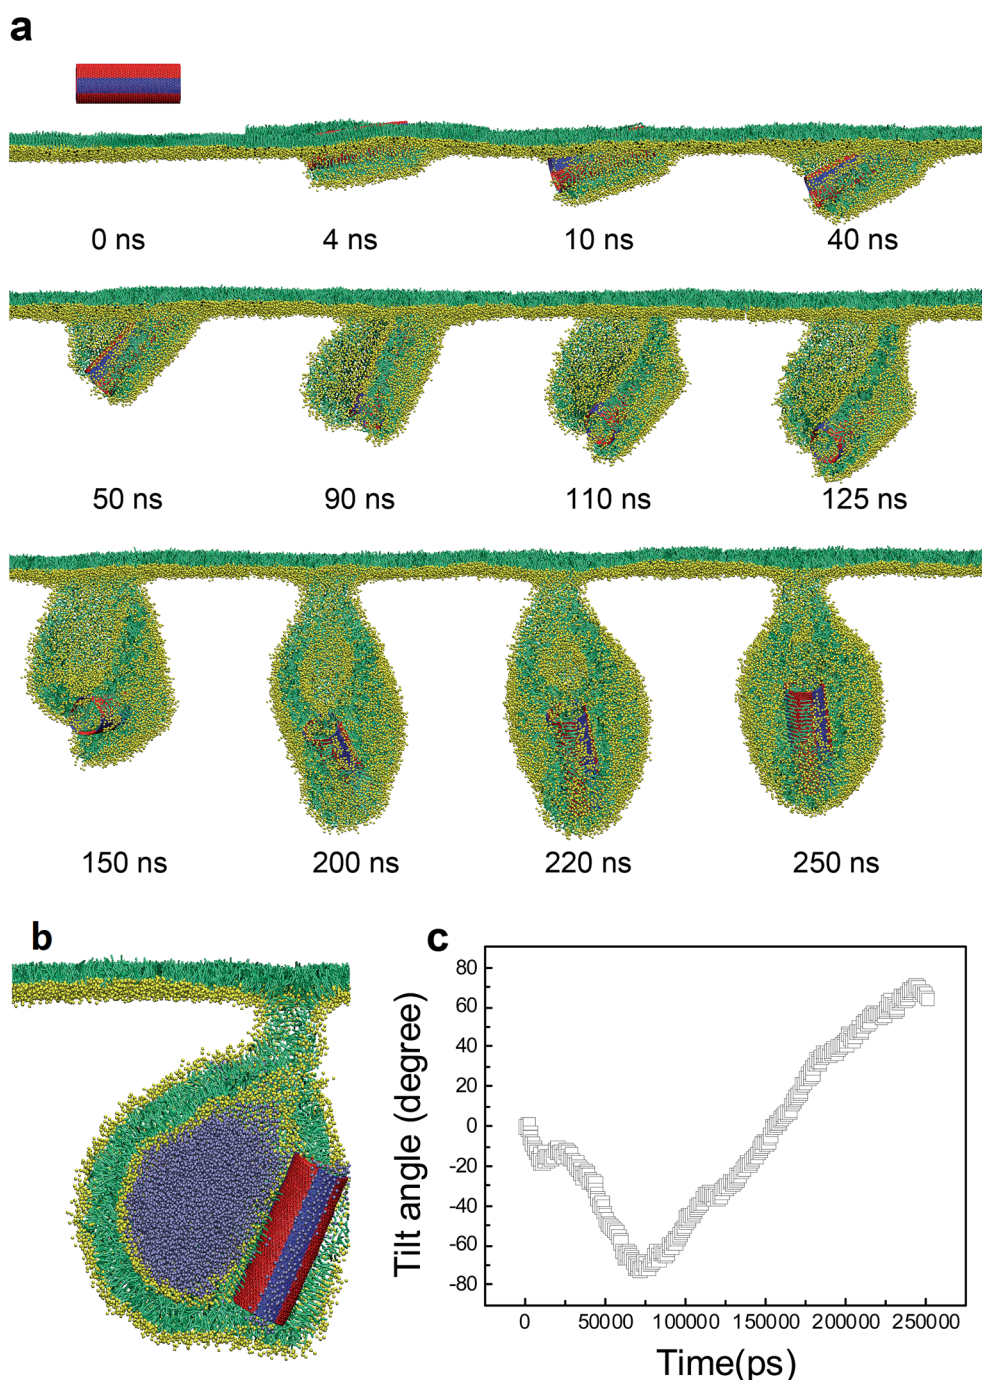 a
0 ns 4 ns 10 ns 40 ns
50 ns 90 ns 110 ns 125 ns
150 ns 200 ns 220 ns 250 ns
b
c
Tilt angle (degree)
80
60
40
20
0
-20
-40
-60
-80
0 50000 100000 150000 200000 250000
Time(ps)